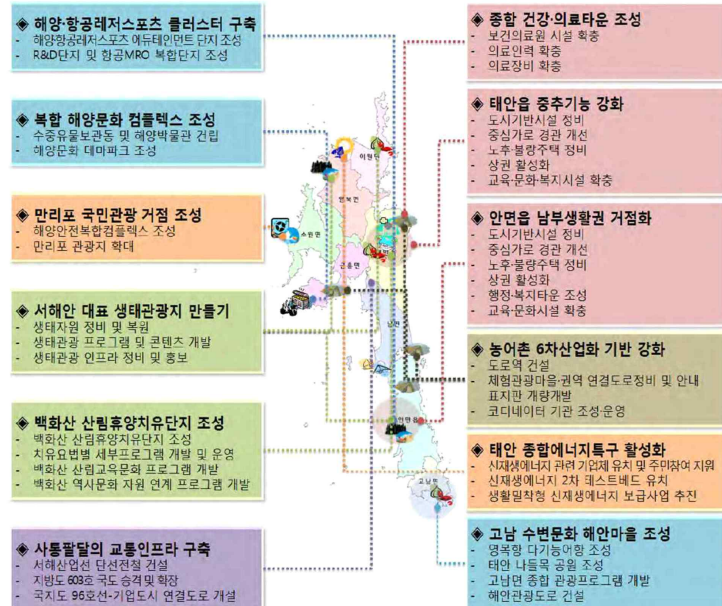 ◈ 해양·항공레저스포츠 클러스터 구축
- 해양항공레저스포츠 에듀테인먼트 단지 조성
- R&D단지 및 항공MRO 복합단지 조성
◈ 복합 해양문화 컴플렉스 조성
- 수중유물보관동 및 해양박물관 건립
- 해양문화 테마파크 조성
◈ 만리포 국민관광 거점 조성
- 해양안전복합컴플렉스 조성
- 만리포 관광지 확대
◈ 서해안 대표 생태관광지 만들기
- 생태자원 정비 및 복원
- 생태관광 프로그램 및 콘텐츠 개발
- 생태관광 인프라 정비 및 홍보
◈ 백화산 산림휴양치유단지 조성
- 백화산 산림휴양치유단지 조성
- 치유요법별 세부프로그램 개발 및 운영
- 백화산 산림교육문화 프로그램 개발
- 백화산 역사문화 자원 연계 프로그램 개발
◈ 사통팔달의 교통인프라 구축
- 서해산업선 단선전철 건설
- 지방도 603호 국도 승격 및 확장
- 국지도 96호선-기업도시 연결도로 개설
이원면
원북면
소원면
근흥면
남면
안면읍
고남면
◈ 종합 건강·의료타운 조성
- 보건의료원 시설 확충
- 의료인력 확충
- 의료장비 확충
◈ 태안읍 중추기능 강화
- 도시기반시설 정비
- 중심가로 경관 개선
- 노후·불량주택 정비
- 상권 활성화
- 교육·문화·복지시설 확충
◈ 안면읍 남부생활권 거점화
- 도시기반시설 정비
- 중심가로 경관 개선
- 노후·불량주택 정비
- 상권 활성화
- 행정·복지타운 조성
- 교육·문화시설 확충
◈ 농어촌 6차산업화 기반 강화
- 도로역 건설
- 체험관광마을·권역 연결도로정비 및 안내
표지판 개량개발
- 코디네이터 기관 조성·운영
◈ 태안 종합에너지특구 활성화
- 신재생에너지 관련 기업체 유치 및 주민참여 지원
- 신재생에너지 2차 테스트베드 유치
- 생활밀착형 신재생에너지 보급사업 추진
◈ 고남 수변문화 해안마을 조성
- 영목항 다기능어항 조성
- 태안 나들목 공원 조성
- 고남면 종합 관광프로그램 개발
- 해안관광도로 건설